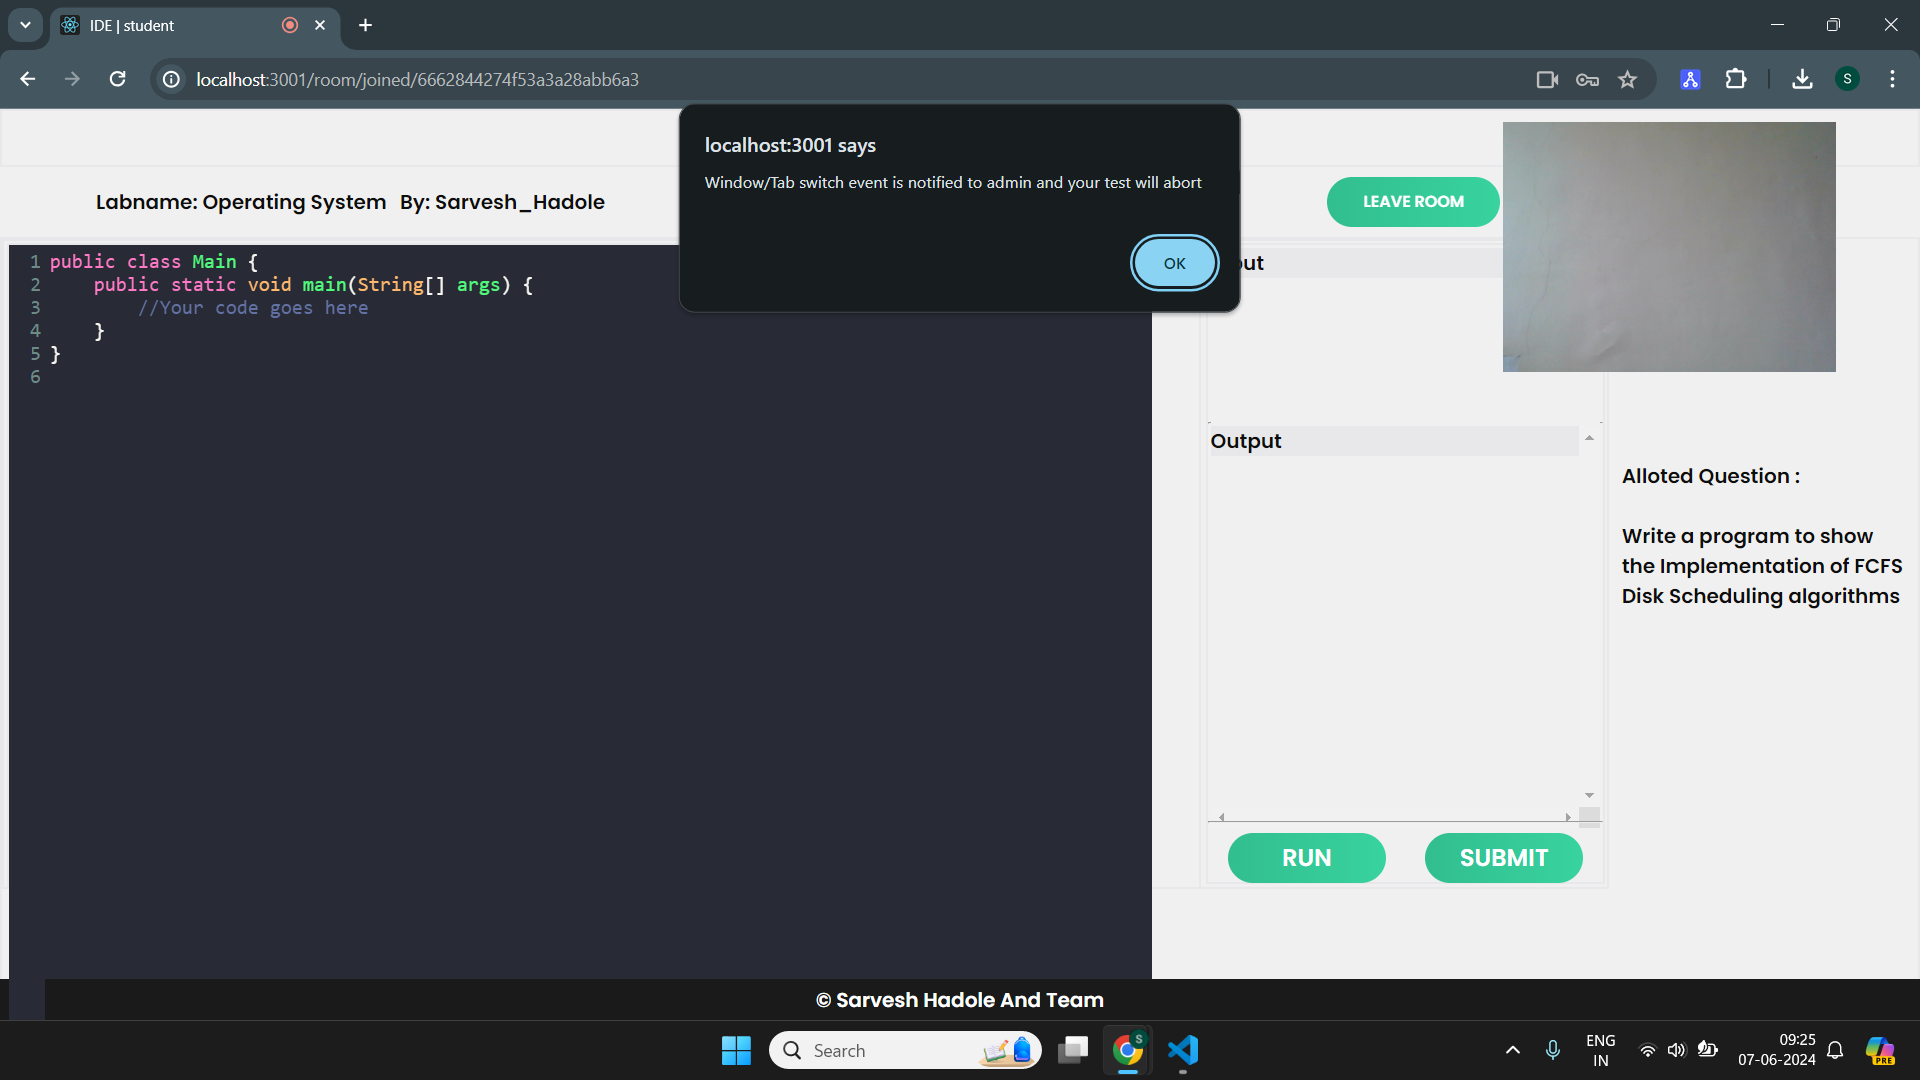 IDE | student
localhost:3001/room/joined/6662844274f53a3a28abb6a3
S
localhost:3001 says
Window/Tab switch event is notified to admin and your test will abort
OK
Labname: Operating System By: Sarvesh_Hadole
LEAVE ROOM
1 public class Main {
2 public static void main(String[] args) {
3 //Your code goes here
4 }
5 }
6
Output
Alloted Question :
Write a program to show
the Implementation of FCFS
Disk Scheduling algorithms
RUN
SUBMIT
© Sarvesh Hadole And Team
Search
S
ENG
IN
09:25
07-06-2024
PRE